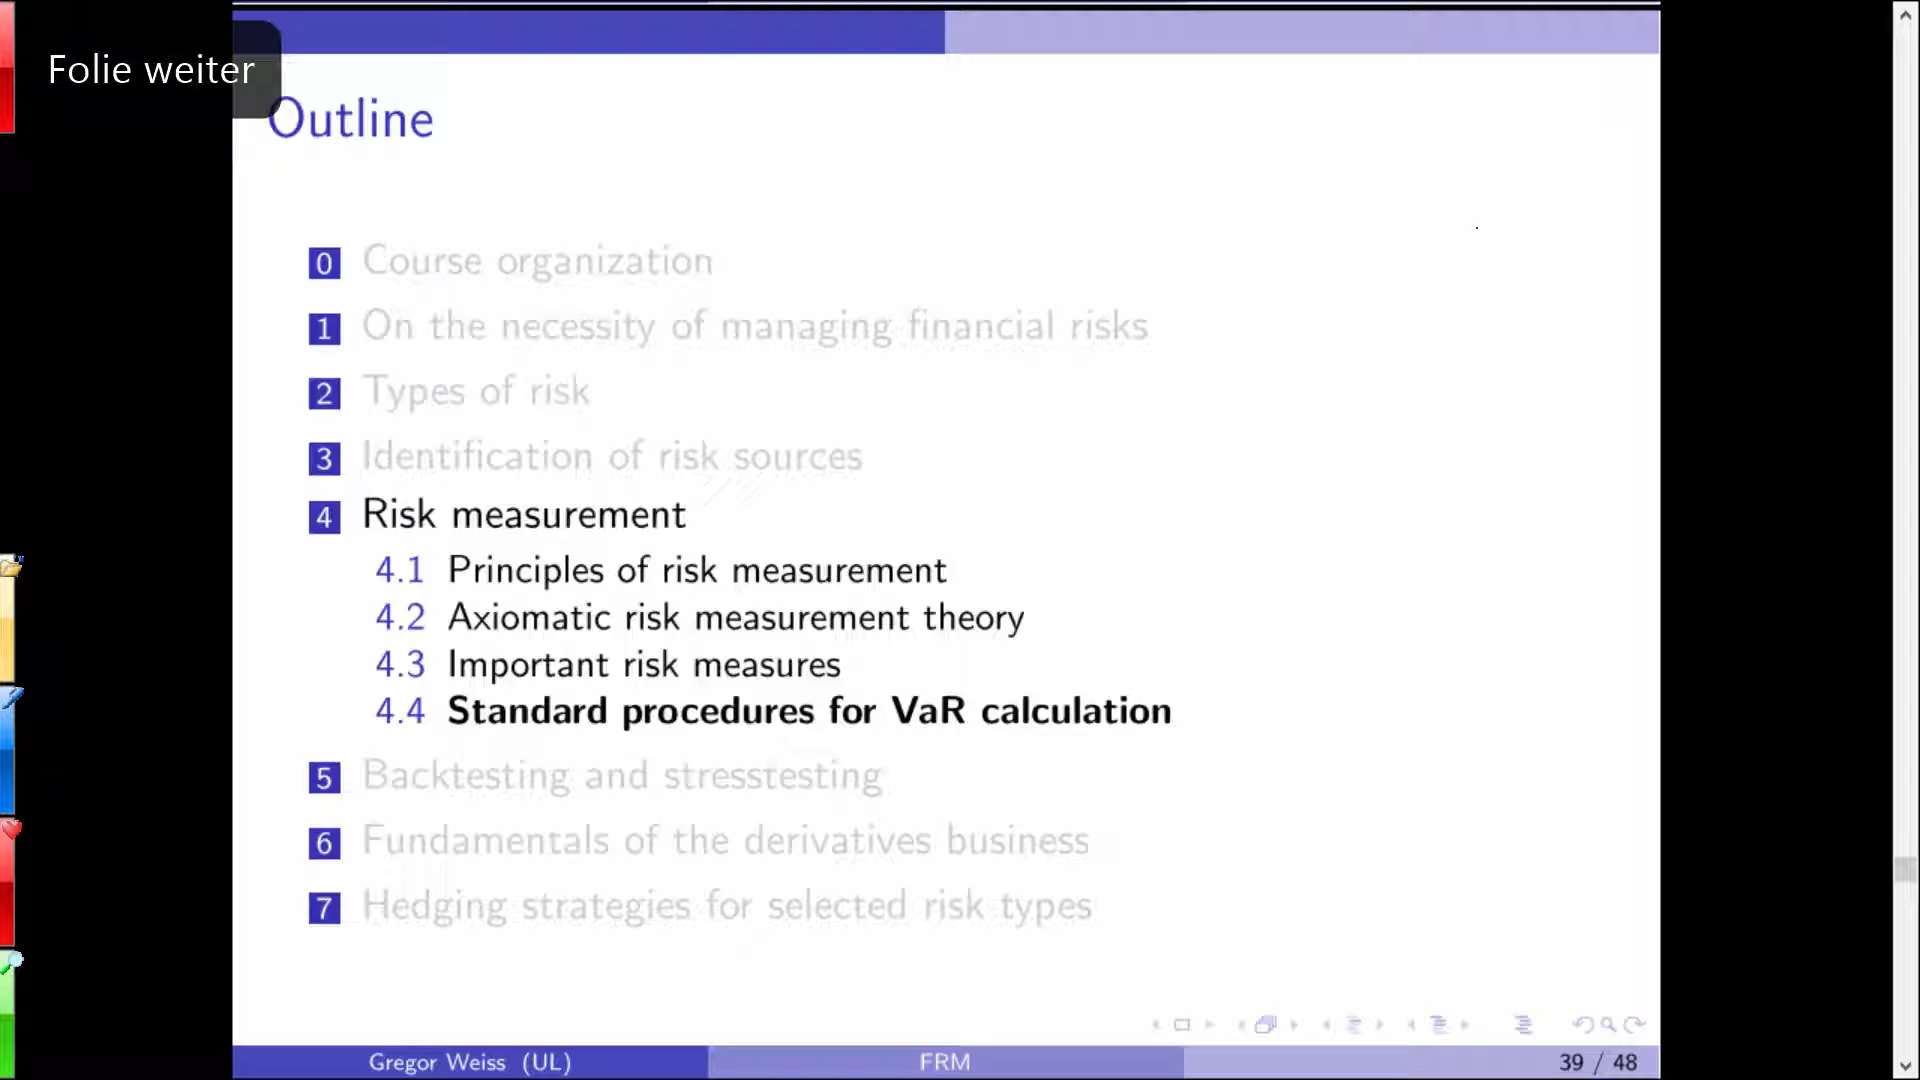 Folie weiter
Outline
0 Course organization
1 On the necessity of managing financial risks
2 Types of risk
3 Identification of risk sources
4 Risk measurement
4.1 Principles of risk measurement
4.2 Axiomatic risk measurement theory
4.3 Important risk measures
4.4 Standard procedures for VaR calculation
5 Backtesting and stresstesting
6 Fundamentals of the derivatives business
7 Hedging strategies for selected risk types
Gregor Weiss (UL) FRM 39 / 48